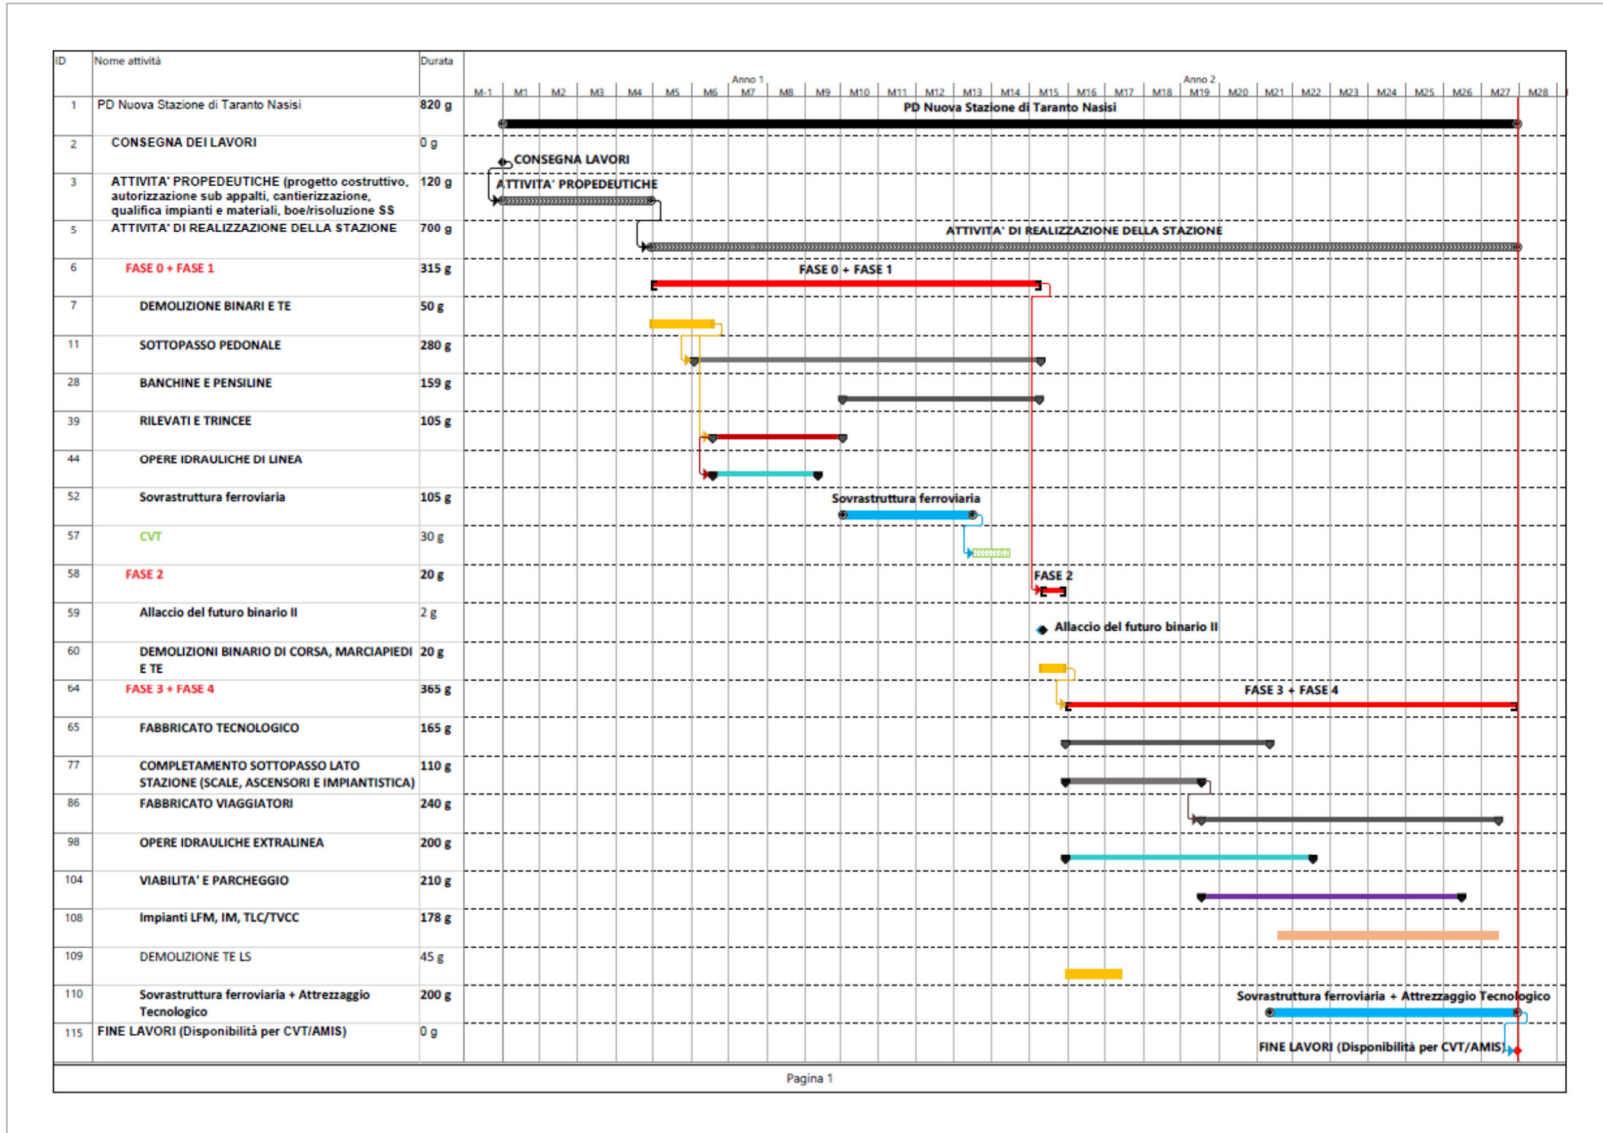 ID Nome attività Durata
Anno 1 Anno 2
M-1 M1 M2 M3 M4 M5 M6 M7 M8 M9 M10 M11 M12 M13 M14 M15 M16 M17 M18 M19 M20 M21 M22 M23 M24 M25 M26 M27 M28
1 PD Nuova Stazione di Taranto Nasisi 820 g PD Nuova Stazione di Taranto Nasisi
2 CONSEGNA DEI LAVORI 0 g
CONSEGNA LAVORI
3 ATTIVITA' PROPEDEUTICHE (progetto costruttivo, 120 g ATTIVITA' PROPEDEUTICHE
autorizzazione sub appalti, cantierizzazione,
qualifica impianti e materiali, boe/risoluzione SS
5 ATTIVITA' DI REALIZZAZIONE DELLA STAZIONE 700 g ATTIVITA' DI REALIZZAZIONE DELLA STAZIONE
6 FASE 0 + FASE 1 315 g FASE 0 + FASE 1
7 DEMOLIZIONE BINARI E TE 50 g
11 SOTTOPASSO PEDONALE 280 g
28 BANCHINE E PENSILINE 159 g
39 RILEVATI E TRINCEE 105 g
44 OPERE IDRAULICHE DI LINEA
52 Sovrastruttura ferroviaria 105 g Sovrastruttura ferroviaria
57 CVT 30 g
58 FASE 2 20 g FASE 2
59 Allaccio del futuro binario II 2 g
Allaccio del futuro binario II
60 DEMOLIZIONI BINARIO DI CORSA, MARCIAPIEDI 20 g
E TE
64 FASE 3 + FASE 4 365 g FASE 3 + FASE 4
65 FABBRICATO TECNOLOGICO 165 g
77 COMPLETAMENTO SOTTOPASSO LATO 110 g
STAZIONE (SCALE, ASCENSORI E IMPIANTISTICA)
86 FABBRICATO VIAGGIATORI 240 g
98 OPERE IDRAULICHE EXTRALINEA 200 g
104 VIABILITA' E PARCHEGGIO 210 g
108 Impianti LFM, IM, TLC/TVCC 178 g
109 DEMOLIZIONE TE LS 45 g
110 Sovrastruttura ferroviaria + Attrezzaggio 200 g Sovrastruttura ferroviaria + Attrezzaggio Tecnologico
Tecnologico
115 FINE LAVORI (Disponibilità per CVT/AMIS) 0 g
FINE LAVORI (Disponibilità per CVT/AMIS)
Pagina 1